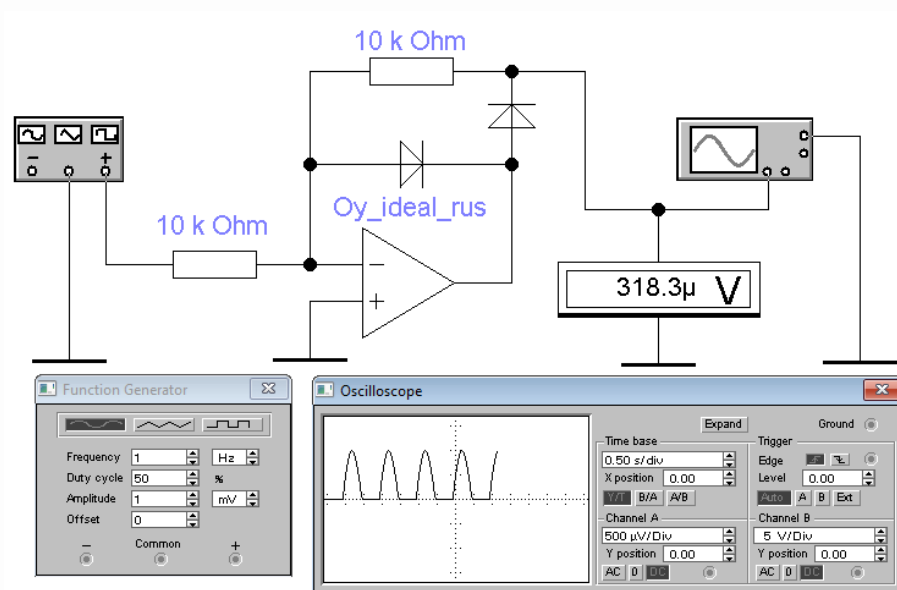 10 k Ohm
Oy_ideal_rus
10 k Ohm
318.3μ V
Function Generator
Frequency 1 Hz
Duty cycle 50 %
Amplitude 1 mV
Offset 0
− Common +
Oscilloscope
Expand Ground
Time base
0.50 s/div
X position 0.00
Y/T B/A A/B
Trigger
Edge
Level 0.00
Auto A B Ext
Channel A
500 μV/Div
Y position 0.00
AC 0 DC
Channel B
5 V/Div
Y position 0.00
AC 0 DC